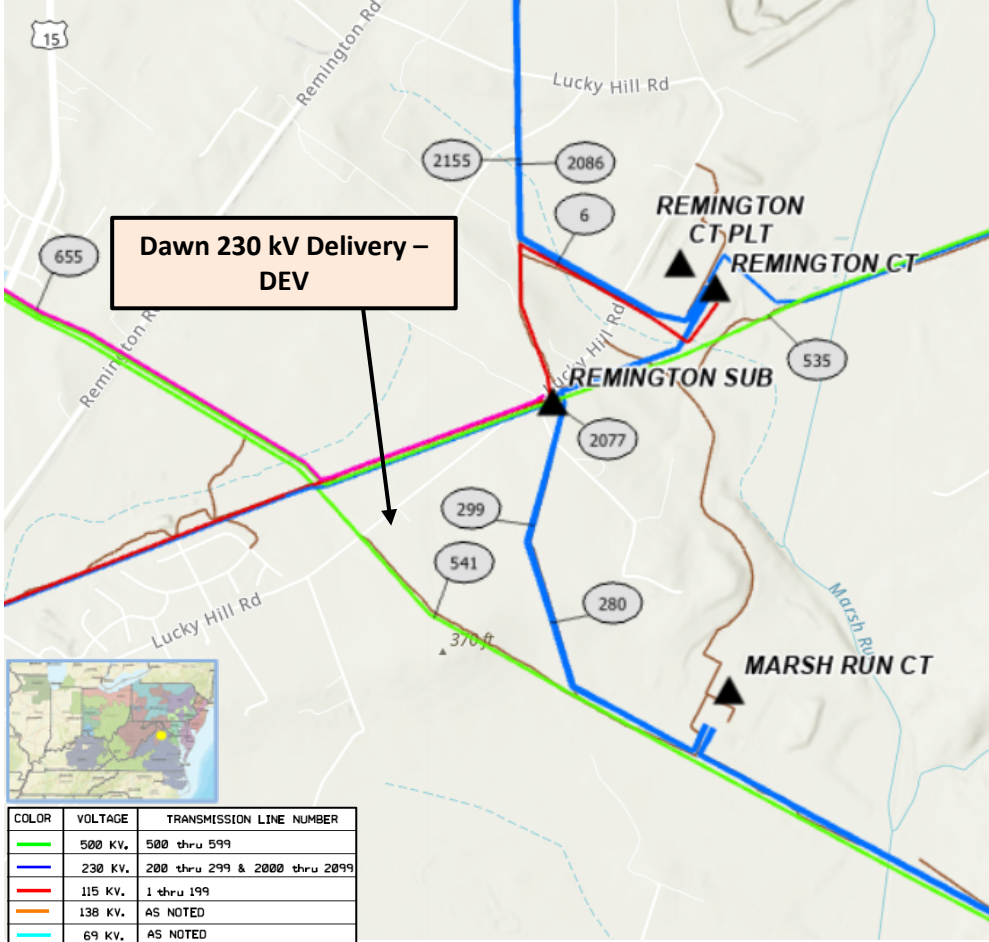 15
Remington Rd
Lucky Hill Rd
2155
2086
6
REMINGTON
CT PLT
REMINGTON CT
655
Dawn 230 kV Delivery –
DEV
Remington Rd
Lucky Hill Rd
535
REMINGTON SUB
2077
299
541
280
Lucky Hill Rd
370 ft
Marsh Run
MARSH RUN CT
COLOR VOLTAGE TRANSMISSION LINE NUMBER
500 KV. 500 thru 599
230 KV. 200 thru 299 & 2000 thru 2099
115 KV. 1 thru 199
138 KV. AS NOTED
69 KV. AS NOTED